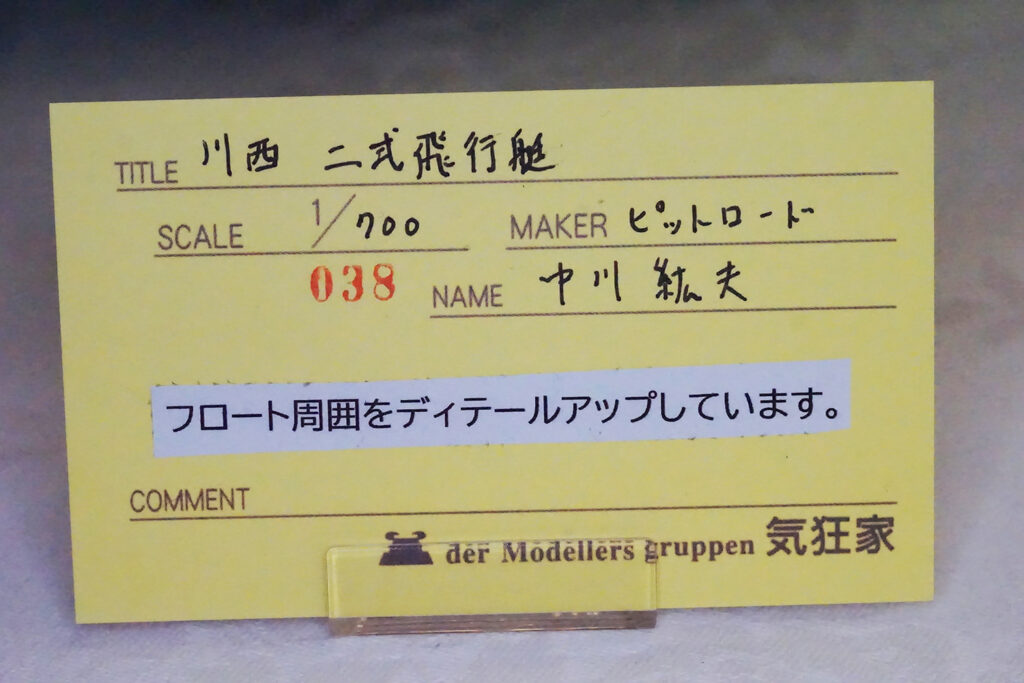 TITLE 川西 二式飛行艇
SCALE 1/700 MAKER ピットロード
038 NAME 中川 紘夫
フロート周囲をディテールアップしています。
COMMENT
der Modellers gruppen 気狂家